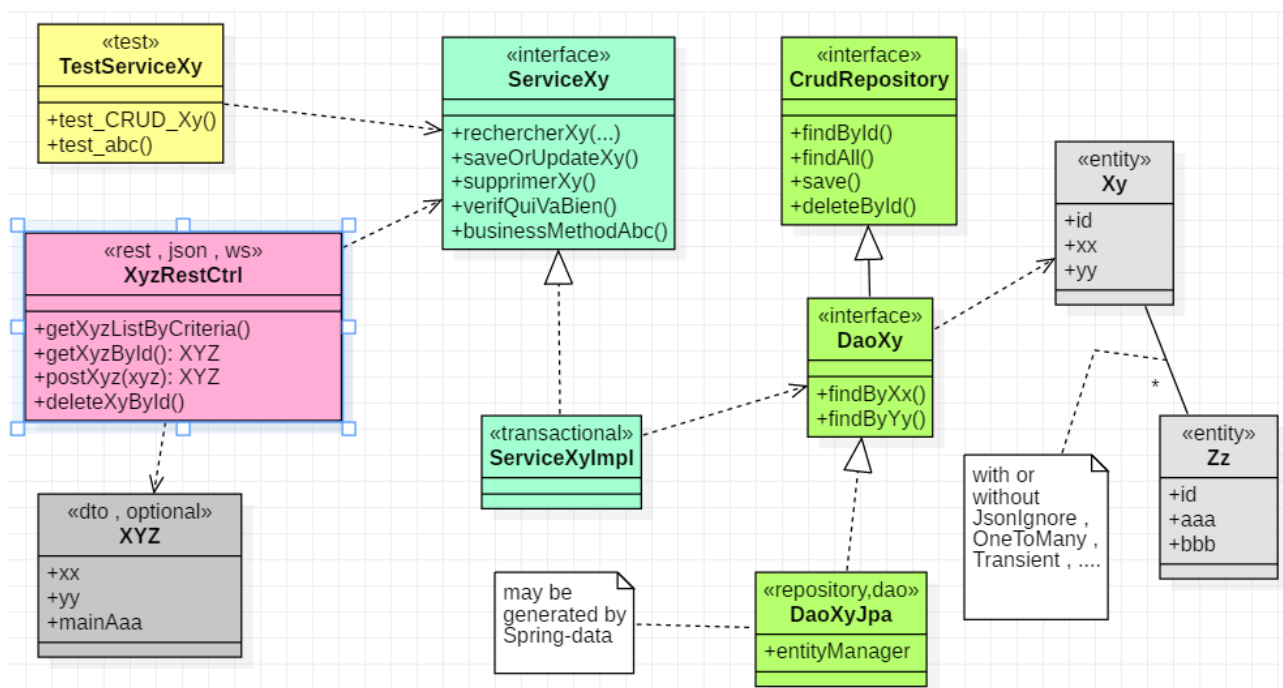 «test»
TestServiceXy
+test_CRUD_Xy()
+test_abc()
«interface»
ServiceXy
+rechercherXy(...)
+saveOrUpdateXy()
+supprimerXy()
+verifQuiVaBien()
+businessMethodAbc()
«interface»
CrudRepository
+findById()
+findAll()
+save()
+deleteById()
«entity»
Xy
+id
+xx
+yy
«rest , json , ws»
XyzRestCtrl
+getXyzListByCriteria()
+getXyzById(): XYZ
+postXyz(xyz): XYZ
+deleteXyById()
«interface»
DaoXy
+findByXx()
+findByYy()
*
«transactional»
ServiceXyImpl
«entity»
Zz
+id
+aaa
+bbb
with or
without
JsonIgnore ,
OneToMany ,
Transient , ....
«dto , optional»
XYZ
+xx
+yy
+mainAaa
may be
generated by
Spring-data
«repository,dao»
DaoXyJpa
+entityManager